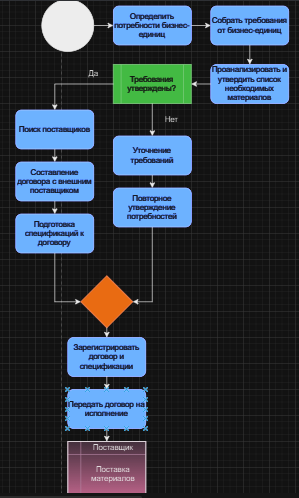 Определить
потребности бизнес-
единиц
Собрать требования
от бизнес-единиц
Проанализировать и
утвердить список
необходимых
материалов
Требования
утверждены?
Да
Нет
Поиск поставщиков
Составление
договора с внешним
поставщиком
Подготовка
спецификаций к
договору
Уточнение
требований
Повторное
утверждение
потребностей
Зарегистрировать
договор и
спецификации
Передать договор на
исполнение
Поставщик
Поставка
материалов